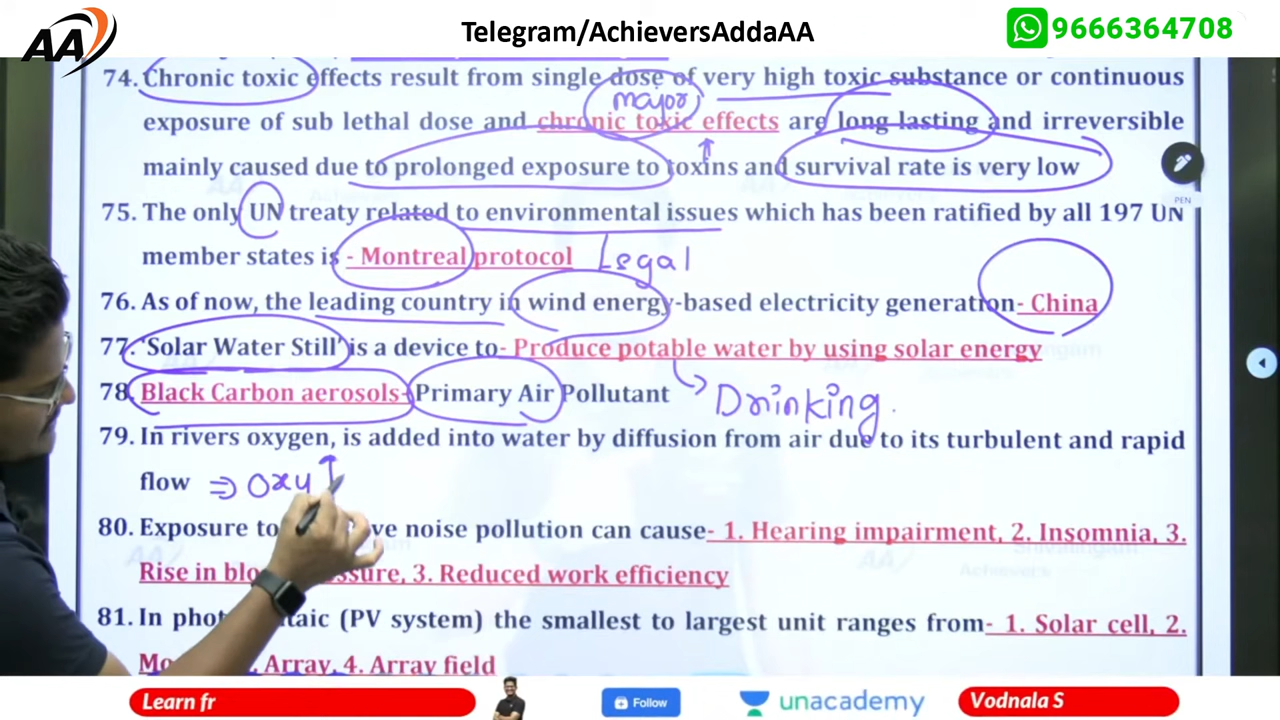 AA
Telegram/AchieversAddaAA
9666364708
74. Chronic toxic effects result from single dose of very high toxic substance or continuous
major
exposure of sub lethal dose and chronic toxic effects are long lasting and irreversible
mainly caused due to prolonged exposure to toxins and survival rate is very low
PEN
75. The only UN treaty related to environmental issues which has been ratified by all 197 UN
member states is - Montreal protocol Legal
76. As of now, the leading country in wind energy-based electricity generation- China
77. 'Solar Water Still' is a device to- Produce potable water by using solar energy
78. Black Carbon aerosols- Primary Air Pollutant
Drinking.
79. In rivers oxygen, is added into water by diffusion from air due to its turbulent and rapid
flow ⇒ oxy ↑
80. Exposure to ve noise pollution can cause- 1. Hearing impairment, 2. Insomnia, 3.
Rise in blo ssure, 3. Reduced work efficiency
81. In phot taic (PV system) the smallest to largest unit ranges from- 1. Solar cell, 2.
Mo , Array, 4. Array field
Learn fr
Follow
unacademy
Vodnala S